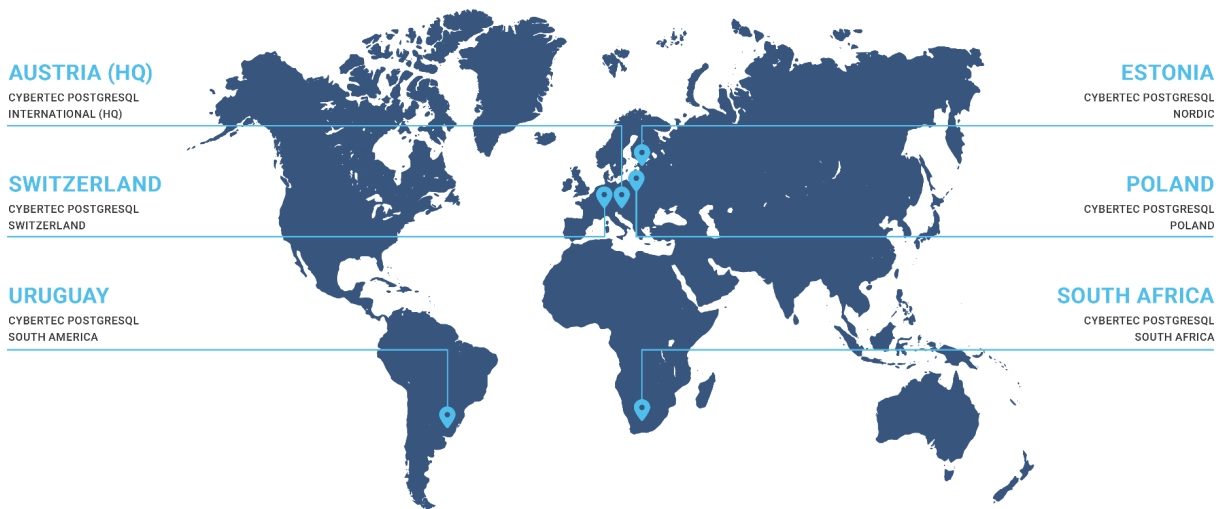 AUSTRIA (HQ)
CYBERTEC POSTGRESQL
INTERNATIONAL (HQ)
SWITZERLAND
CYBERTEC POSTGRESQL
SWITZERLAND
URUGUAY
CYBERTEC POSTGRESQL
SOUTH AMERICA
ESTONIA
CYBERTEC POSTGRESQL
NORDIC
POLAND
CYBERTEC POSTGRESQL
POLAND
SOUTH AFRICA
CYBERTEC POSTGRESQL
SOUTH AFRICA